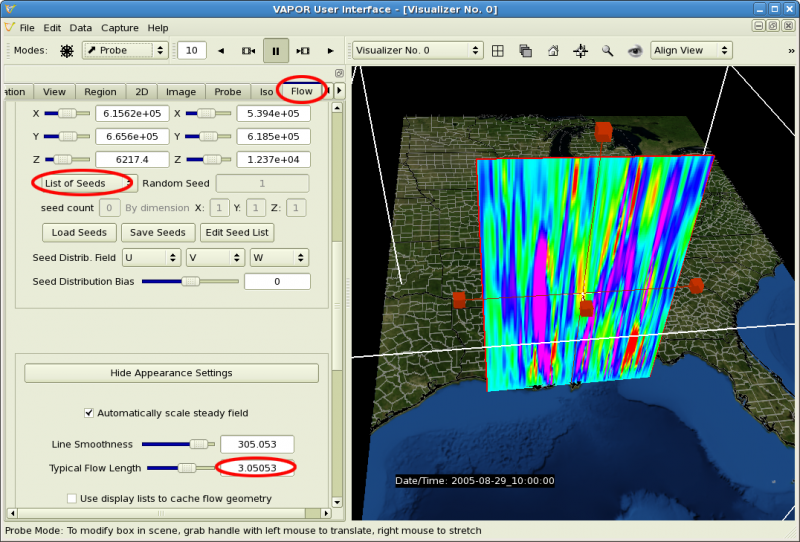 VAPOR User Interface - [Visualizer No. 0]
File Edit Data Capture Help
Modes: Probe 10 Visualizer No. 0 Align View
ation View Region 2D Image Probe Iso Flow
X 6.1562e+05 X 5.394e+05
Y 6.656e+05 Y 6.185e+05
Z 6217.4 Z 1.237e+04
List of Seeds Random Seed 1
seed count 0 By dimension X: 1 Y: 1 Z: 1
Load Seeds Save Seeds Edit Seed List
Seed Distrib. Field U V W
Seed Distribution Bias 0
Hide Appearance Settings
Automatically scale steady field
Line Smoothness 305.053
Typical Flow Length 3.05053
Use display lists to cache flow geometry
Date/Time: 2005-08-29_10:00:00
Probe Mode: To modify box in scene, grab handle with left mouse to translate, right mouse to stretch